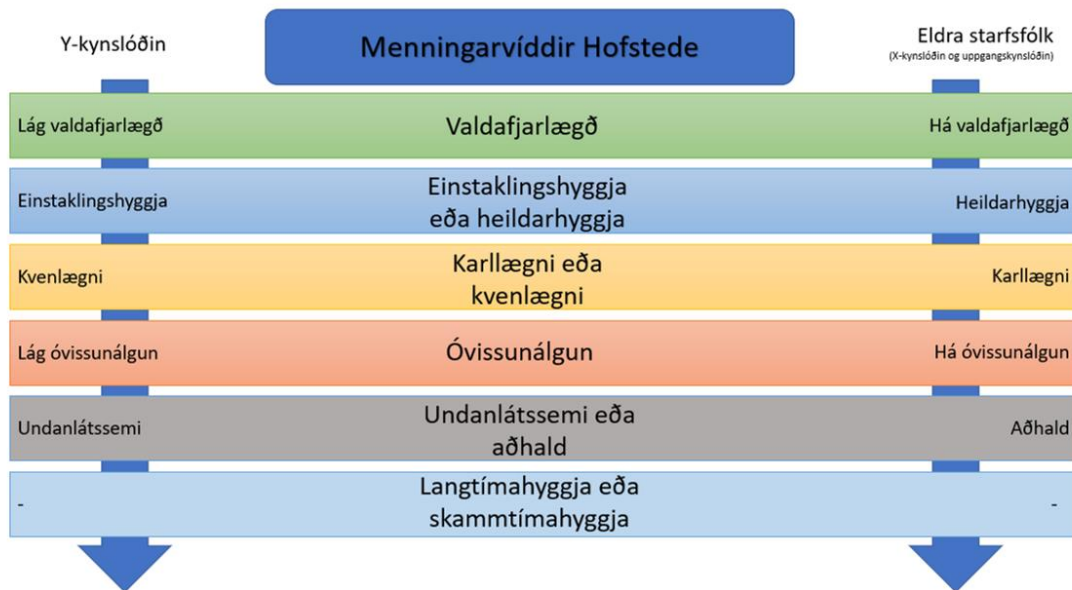 Y-kynslóðin
Menningarvíddir Hofstede
Eldra starfsfólk
(X-kynslóðin og uppgangskynslóðin)
Lág valdafjarlægð
Valdafjarlægð
Há valdafjarlægð
Einstaklingshyggja
Einstaklingshyggja
eða heildarhyggja
Heildarhyggja
Kvenlægni
Karllægni eða
kvenlægni
Karllægni
Lág óvissunálgun
Óvissunálgun
Há óvissunálgun
Undanlátssemi
Undanlátssemi eða
aðhald
Aðhald
-
Langtímahyggja eða
skammtímahyggja
-